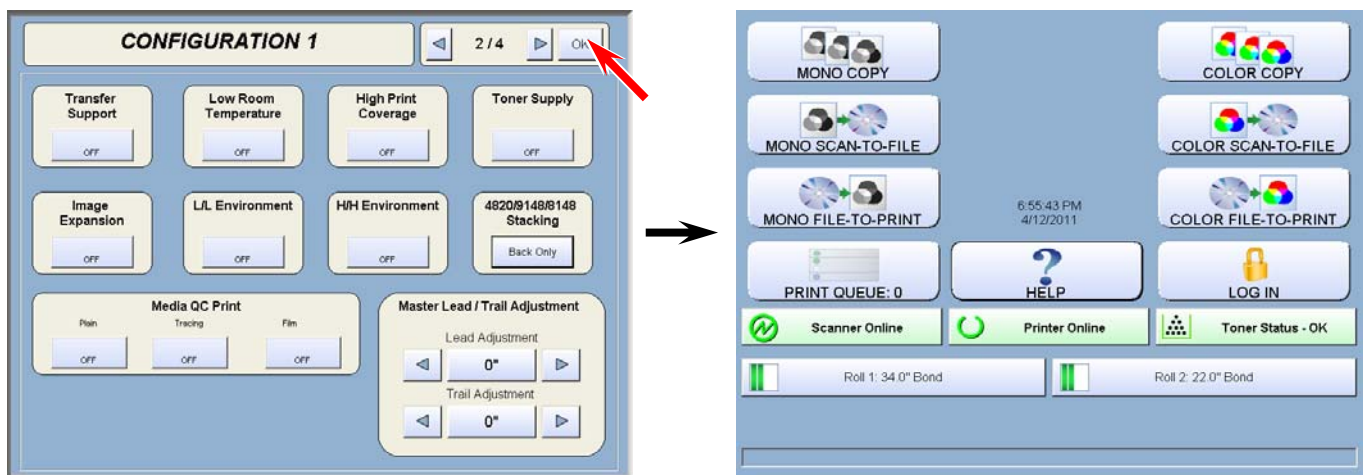 CONFIGURATION 1
2 / 4
OK
Transfer
Support
OFF
Low Room
Temperature
OFF
High Print
Coverage
OFF
Toner Supply
OFF
Image
Expansion
OFF
L/L Environment
OFF
H/H Environment
OFF
4820/9148/8148
Stacking
Back Only
Media QC Print
Plain
Tracing
Film
OFF
OFF
OFF
Master Lead / Trail Adjustment
Lead Adjustment
0"
Trail Adjustment
0"
MONO COPY
COLOR COPY
MONO SCAN-TO-FILE
COLOR SCAN-TO-FILE
MONO FILE-TO-PRINT
6:55:43 PM
4/12/2011
COLOR FILE-TO-PRINT
PRINT QUEUE: 0
HELP
LOG IN
Scanner Online
Printer Online
Toner Status - OK
Roll 1: 34.0" Bond
Roll 2: 22.0" Bond